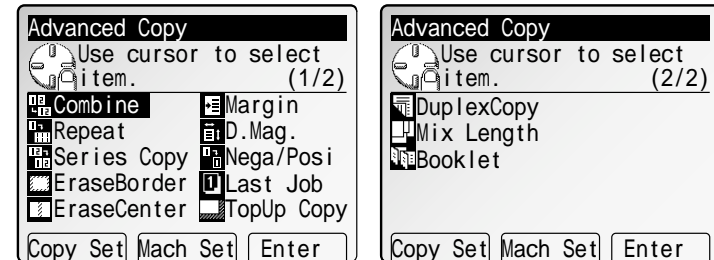 Advanced Copy
Use cursor to select
item. (1/2)
Combine Margin
Repeat D.Mag.
Series Copy Nega/Posi
EraseBorder Last Job
EraseCenter TopUp Copy
Copy Set Mach Set Enter
Advanced Copy
Use cursor to select
item. (2/2)
DuplexCopy
Mix Length
Booklet
Copy Set Mach Set Enter